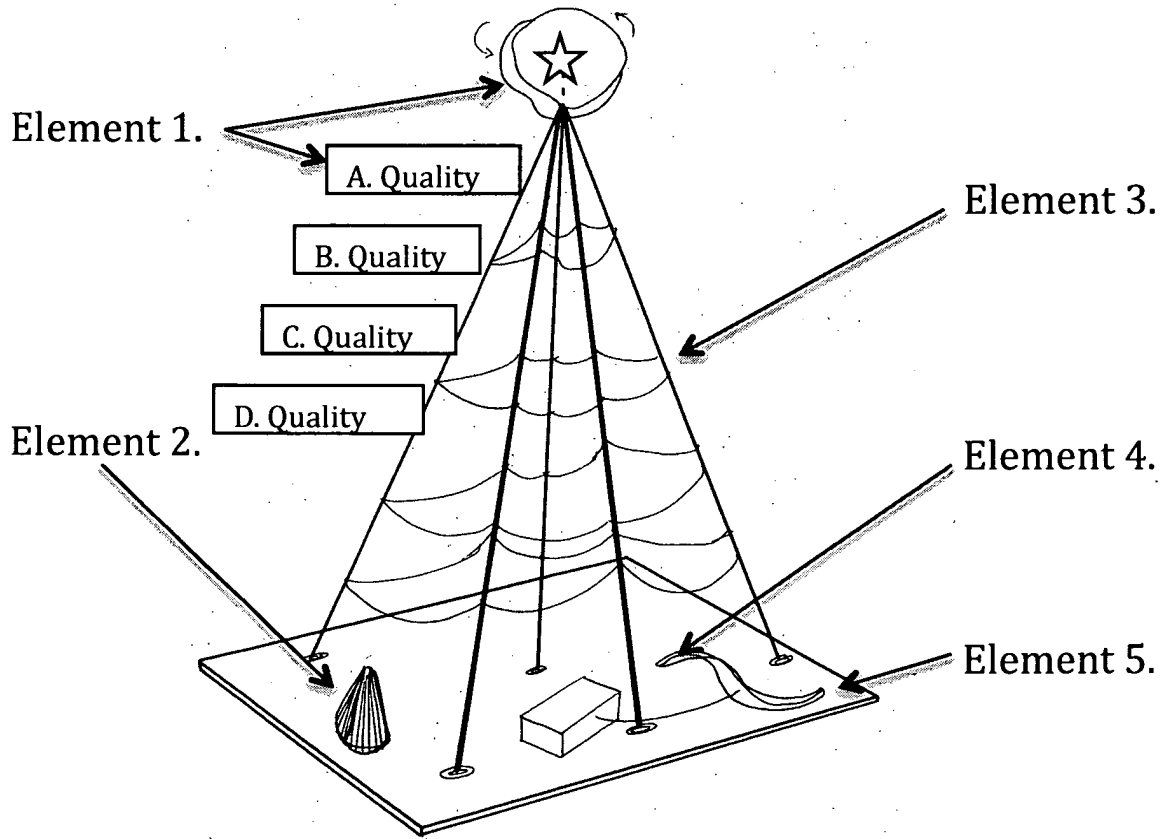 Element 1.
A. Quality
Element 3.
B. Quality
C. Quality
D. Quality
Element 2.
Element 4.
Element 5.